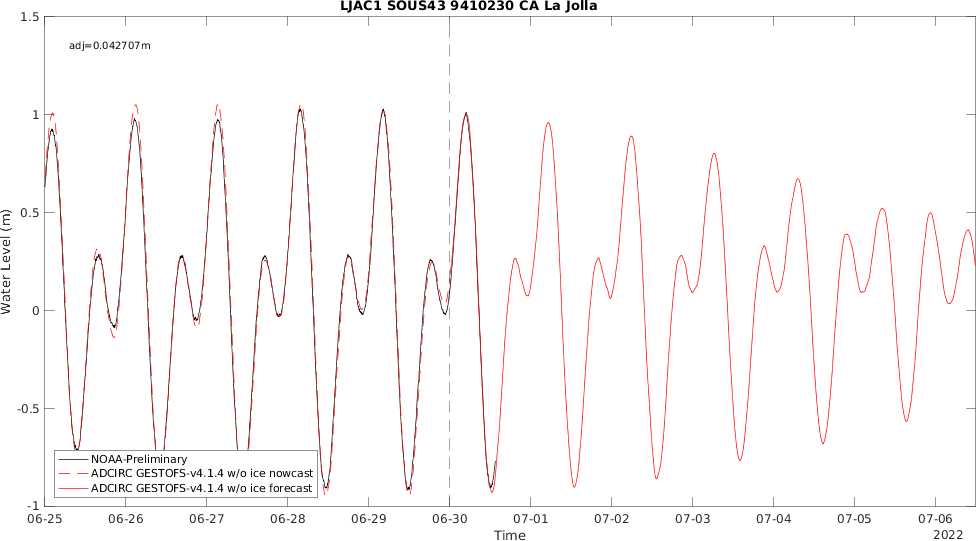 LJAC1 SOUS43 9410230 CA La Jolla
1.5
adj=0.042707m
1
0.5
0
-0.5
-1
Water Level (m)
NOAA-Preliminary
ADCIRC GESTOFS-v4.1.4 w/o ice nowcast
ADCIRC GESTOFS-v4.1.4 w/o ice forecast
06-25 06-26 06-27 06-28 06-29 06-30 07-01 07-02 07-03 07-04 07-05 07-06
Time
2022